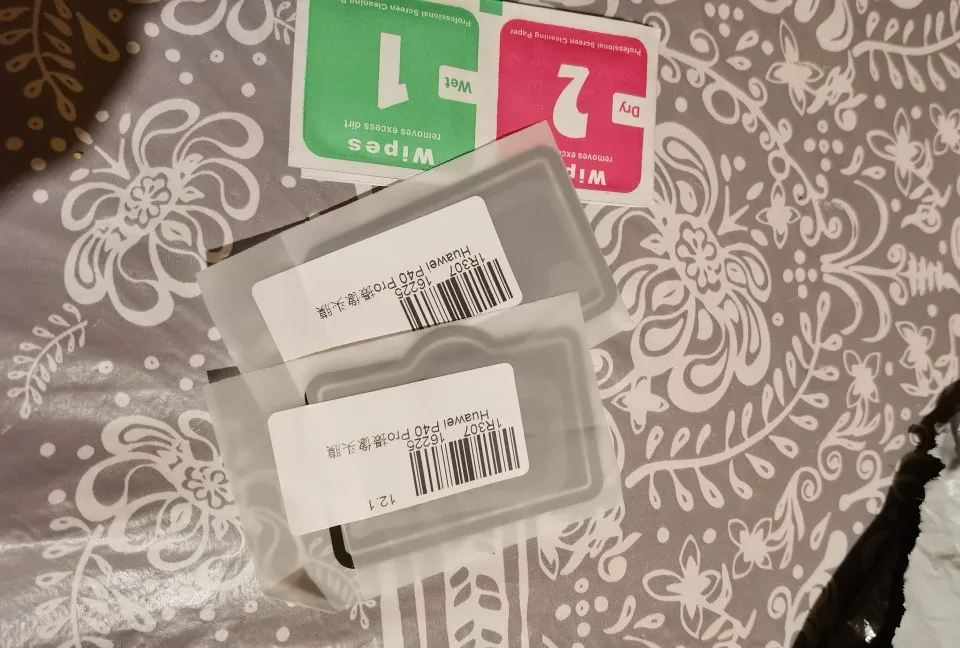 12.1
1R307 16225
Huawei P40 Pro摄像头膜
1R307 16225
Huawei P40 Pro摄像头膜
Wip
removes exce
Dry
2
Professional Screen Cleaning Paper
Wipes
removes excess dirt
Wet
1
Professional Screen Cleaning Pa